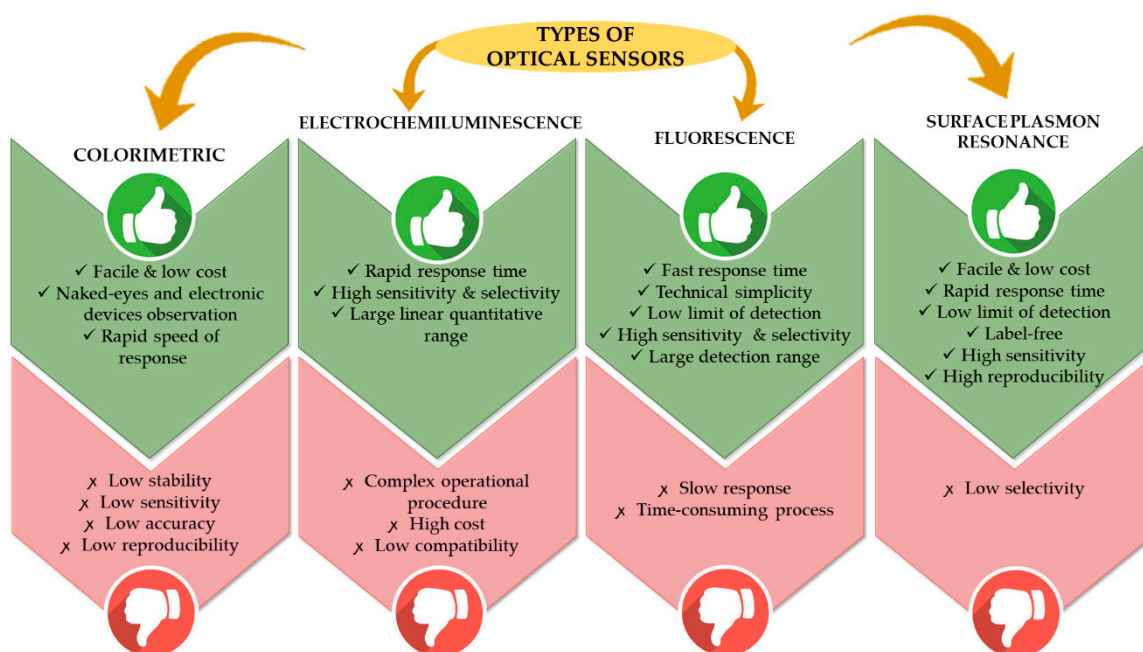 TYPES OF
OPTICAL SENSORS
COLORIMETRIC
✓ Facile & low cost
✓ Naked-eyes and electronic
devices observation
✓ Rapid speed of
response
✗ Low stability
✗ Low sensitivity
✗ Low accuracy
✗ Low reproducibility
ELECTROCHEMILUMINESCENCE
✓ Rapid response time
✓ High sensitivity & selectivity
✓ Large linear quantitative
range
✗ Complex operational
procedure
✗ High cost
✗ Low compatibility
FLUORESCENCE
✓ Fast response time
✓ Technical simplicity
✓ Low limit of detection
✓ High sensitivity & selectivity
✓ Large detection range
✗ Slow response
✗ Time-consuming process
SURFACE PLASMON
RESONANCE
✓ Facile & low cost
✓ Rapid response time
✓ Low limit of detection
✓ Label-free
✓ High sensitivity
✓ High reproducibility
✗ Low selectivity